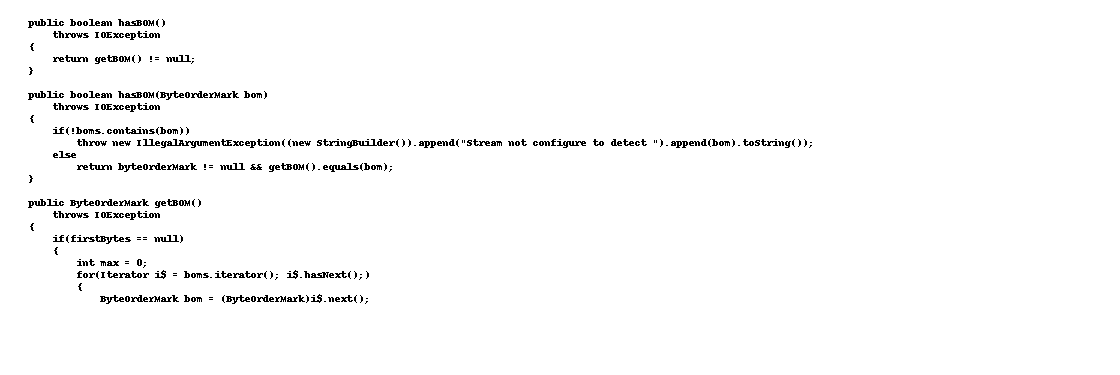 public boolean hasBOM()
    throws IOException
{
    return getBOM() != null;
}
public boolean hasBOM(ByteOrderMark bom)
    throws IOException
{
    if(!boms.contains(bom))
        throw new IllegalArgumentException((new StringBuilder()).append("Stream not configure to detect ").append(bom).toString());
    else
        return byteOrderMark != null && getBOM().equals(bom);
}
public ByteOrderMark getBOM()
    throws IOException
{
    if(firstBytes == null)
    {
        int max = 0;
        for(Iterator i$ = boms.iterator(); i$.hasNext();)
        {
            ByteOrderMark bom = (ByteOrderMark)i$.next();